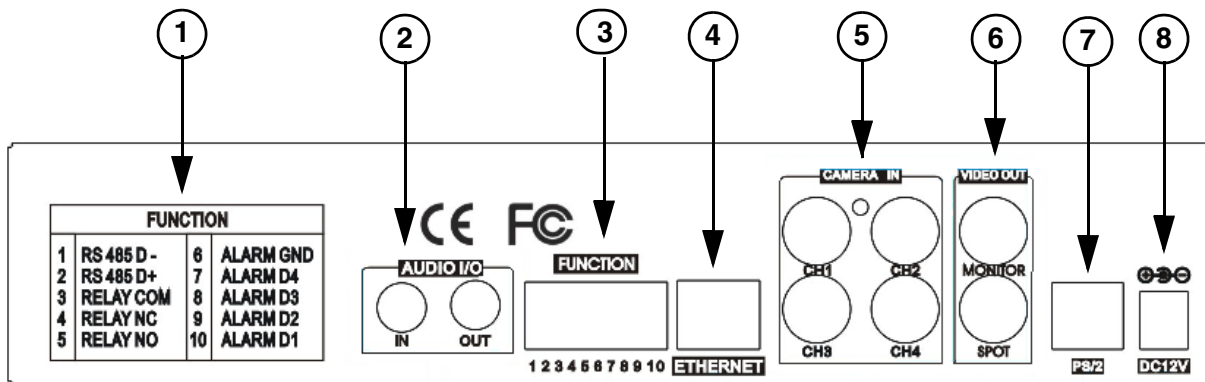 1 2 3 4 5 6 7 8
FUNCTION
1 RS 485 D - 6 ALARM GND
2 RS 485 D+ 7 ALARM D4
3 RELAY COM 8 ALARM D3
4 RELAY NC 9 ALARM D2
5 RELAY NO 10 ALARM D1
CE FC
AUDIO I/O
IN OUT
FUNCTION
1 2 3 4 5 6 7 8 9 10
ETHERNET
CAMERA IN
CH1 CH2
CH3 CH4
VIDEO OUT
MONITOR
SPOT
PS/2
DC12V